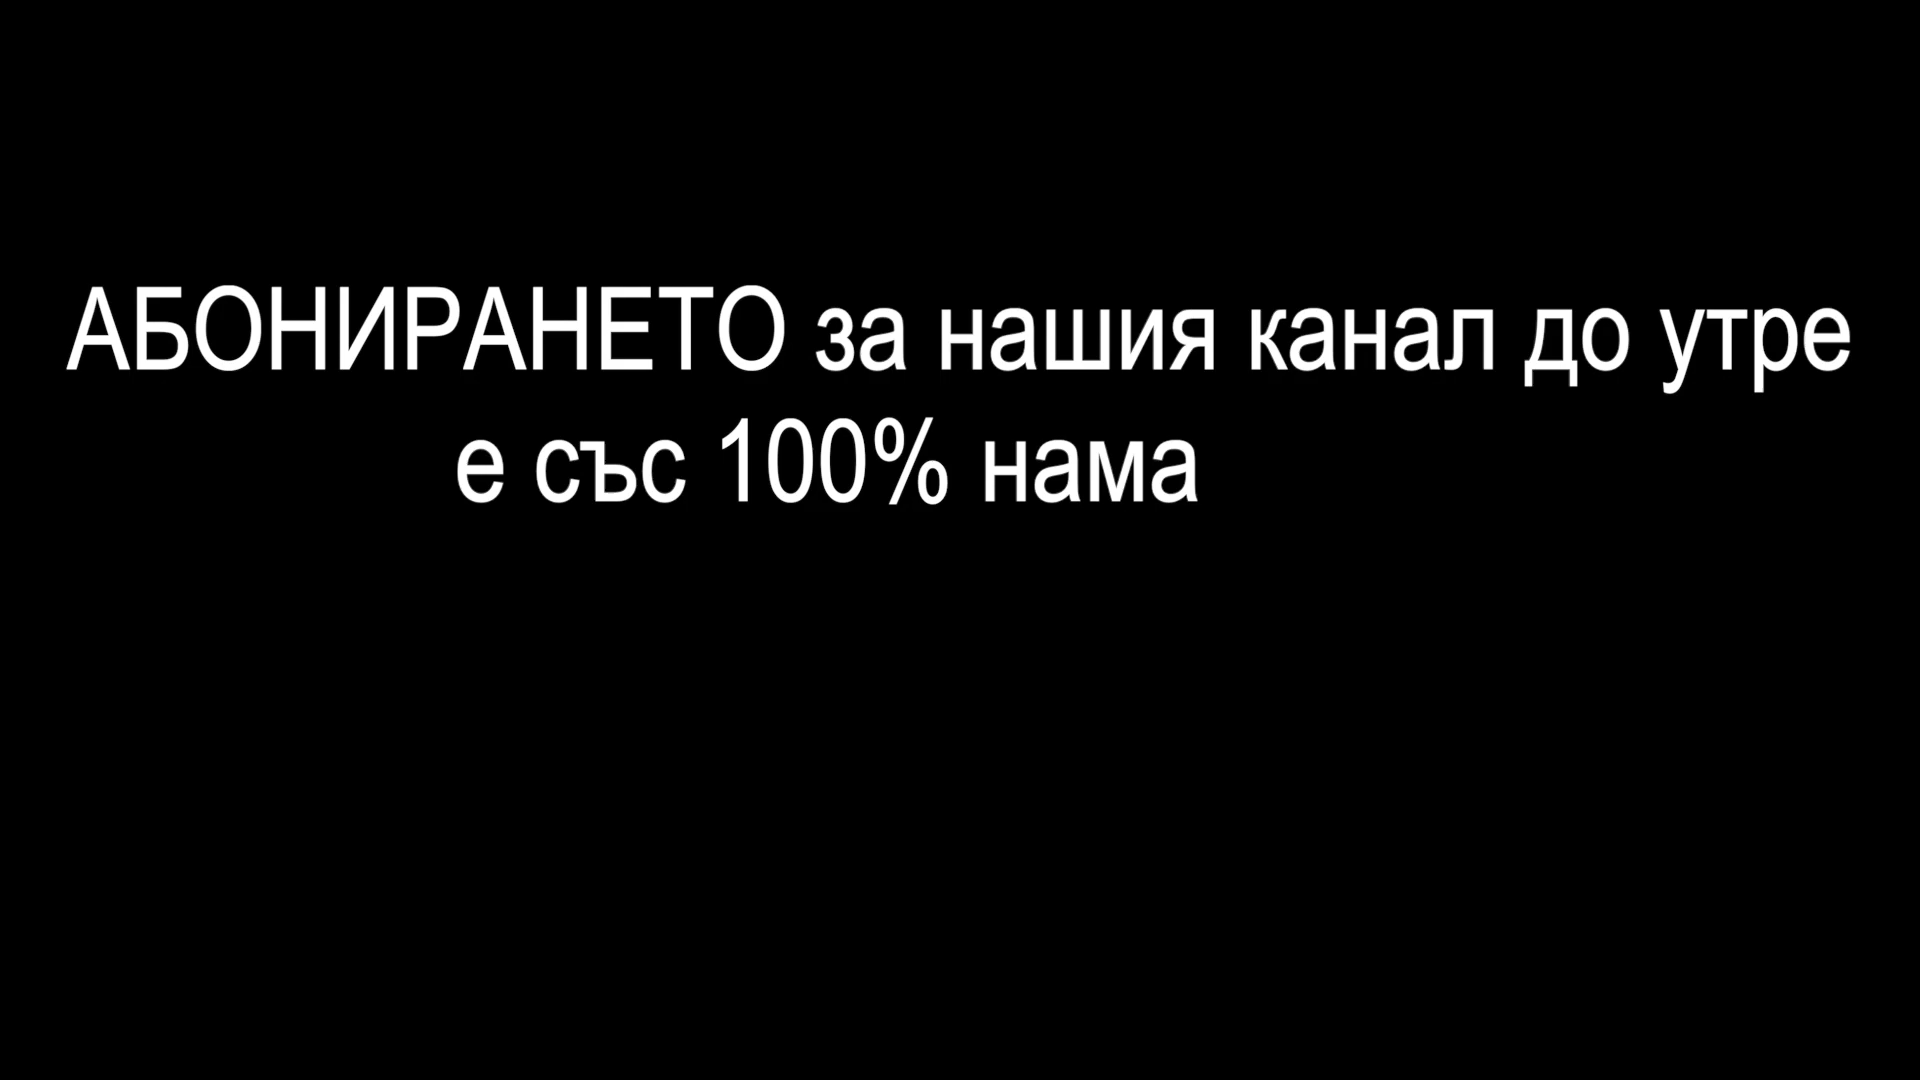 АБОНИРАНЕТО за нашия канал до утре
е със 100% нама